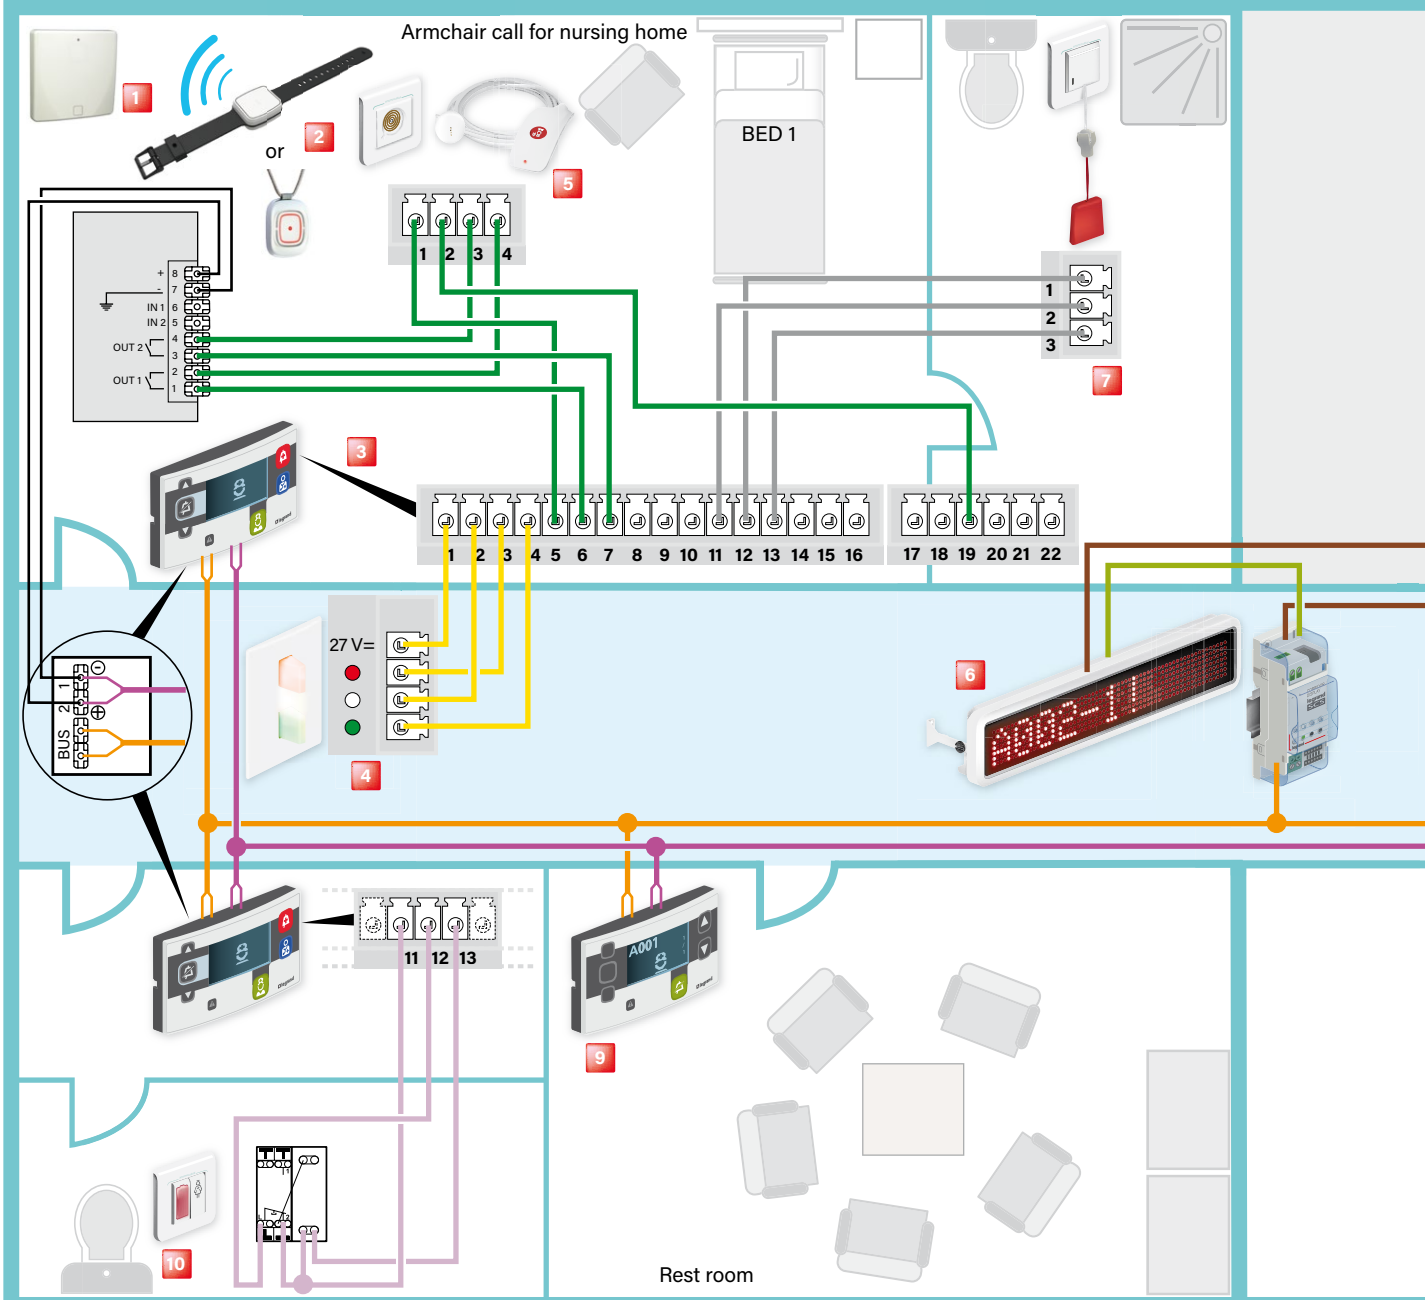 Armchair call for nursing home
1
2
or
5
BED 1
1 2 3 4
+ 8
- 7
IN 1 6
IN 2 5
4
OUT 2 3
2
OUT 1 1
1
2
3
7
3
legrand
1 2 3 4 5 6 7 8 9 10 11 12 13 14 15 16
17 18 19 20 21 22
27 V=
4
1
2
BUS
6
A002-11
11 12 13
legrand
A001
legrand
9
10
Rest room